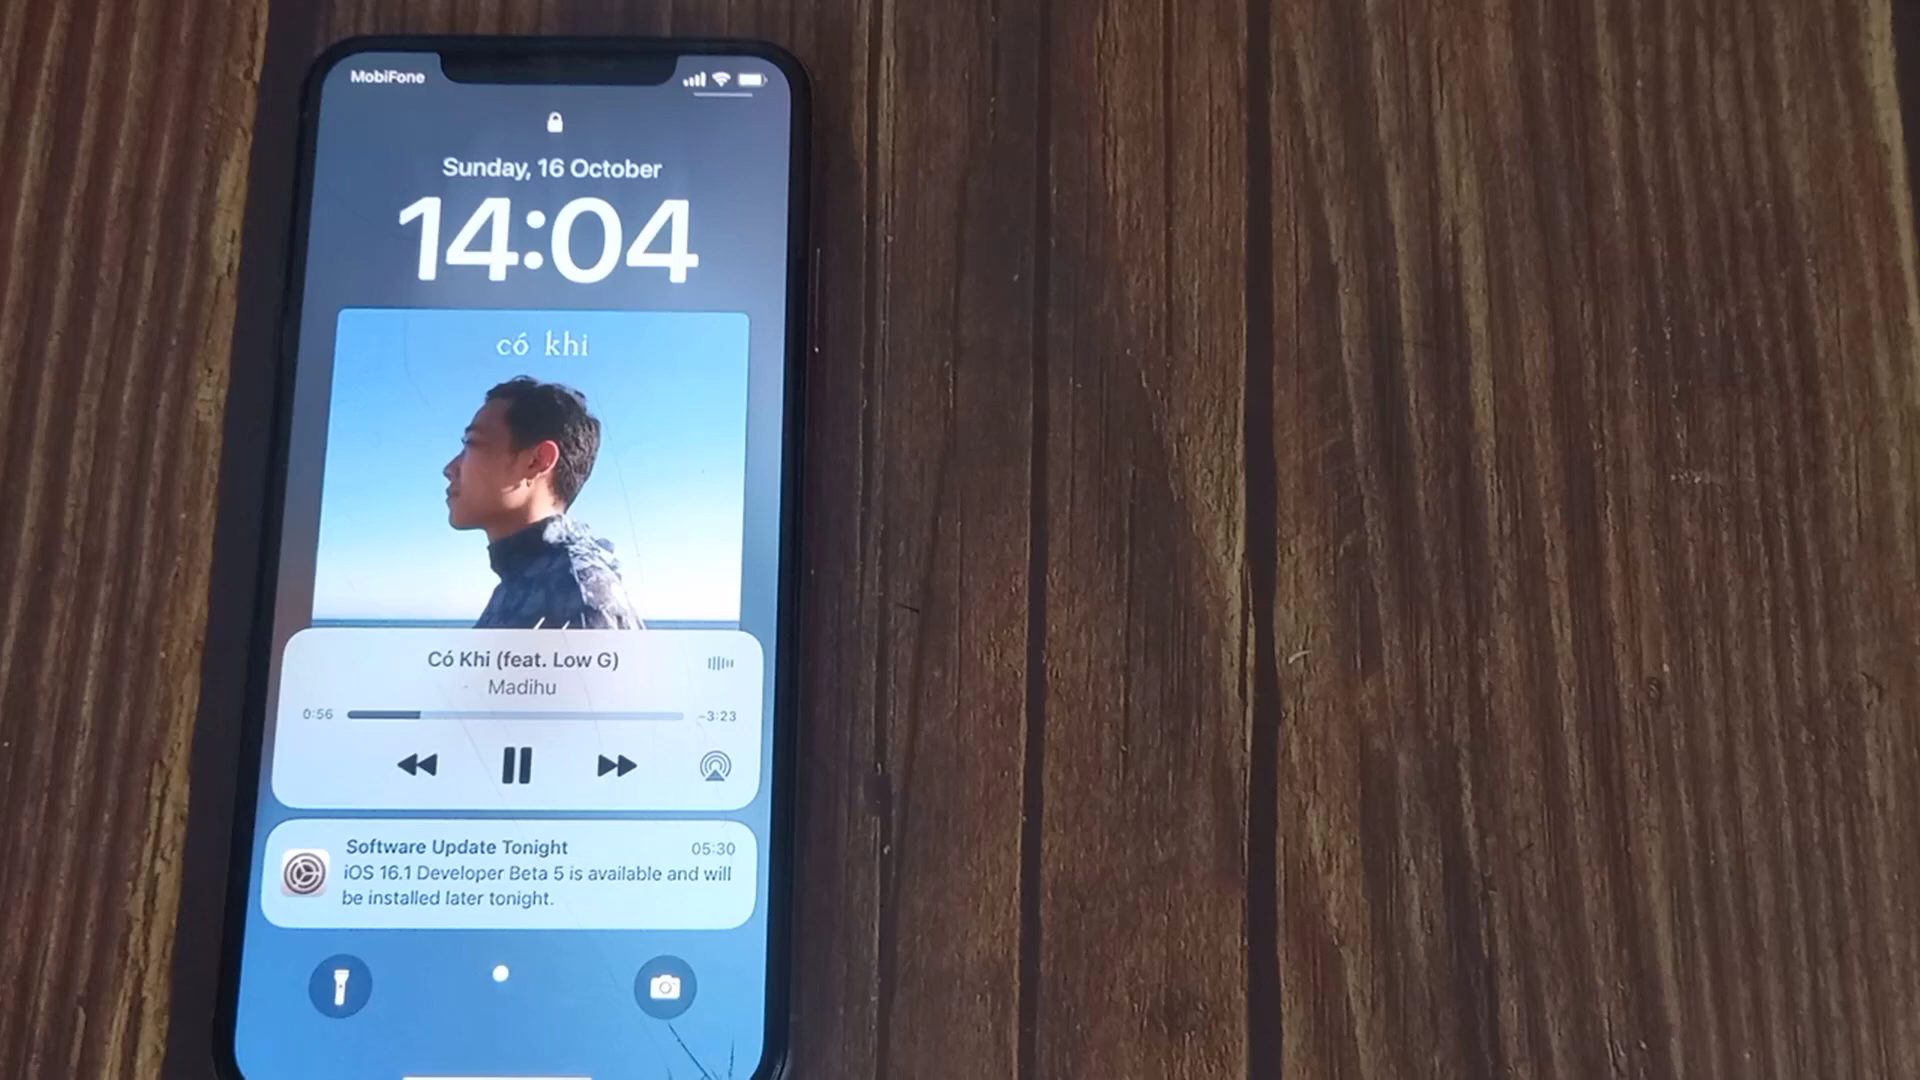 MobiFone
Sunday, 16 October
14:04
có khi
Có Khi (feat. Low G)
Madihu
0:56
-3:23
Software Update Tonight
05:30
iOS 16.1 Developer Beta 5 is available and will
be installed later tonight.